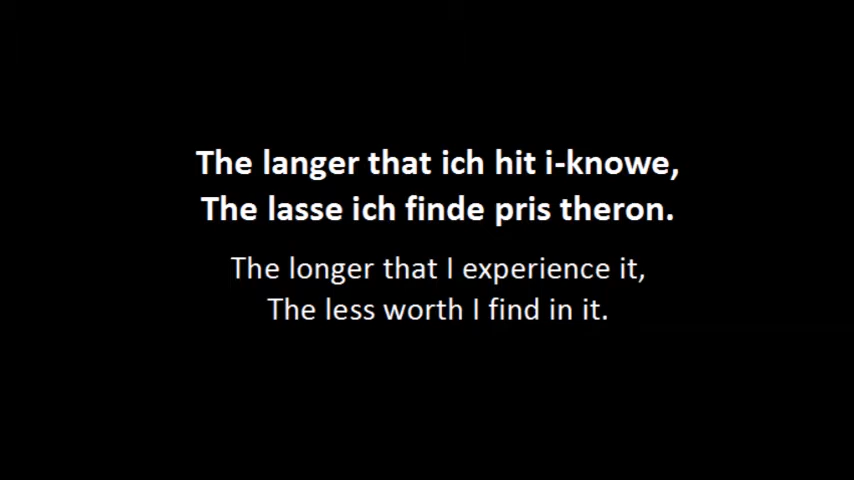 The langer that ich hit i-knowe,
The lasse ich finde pris theron.
The longer that I experience it,
The less worth I find in it.